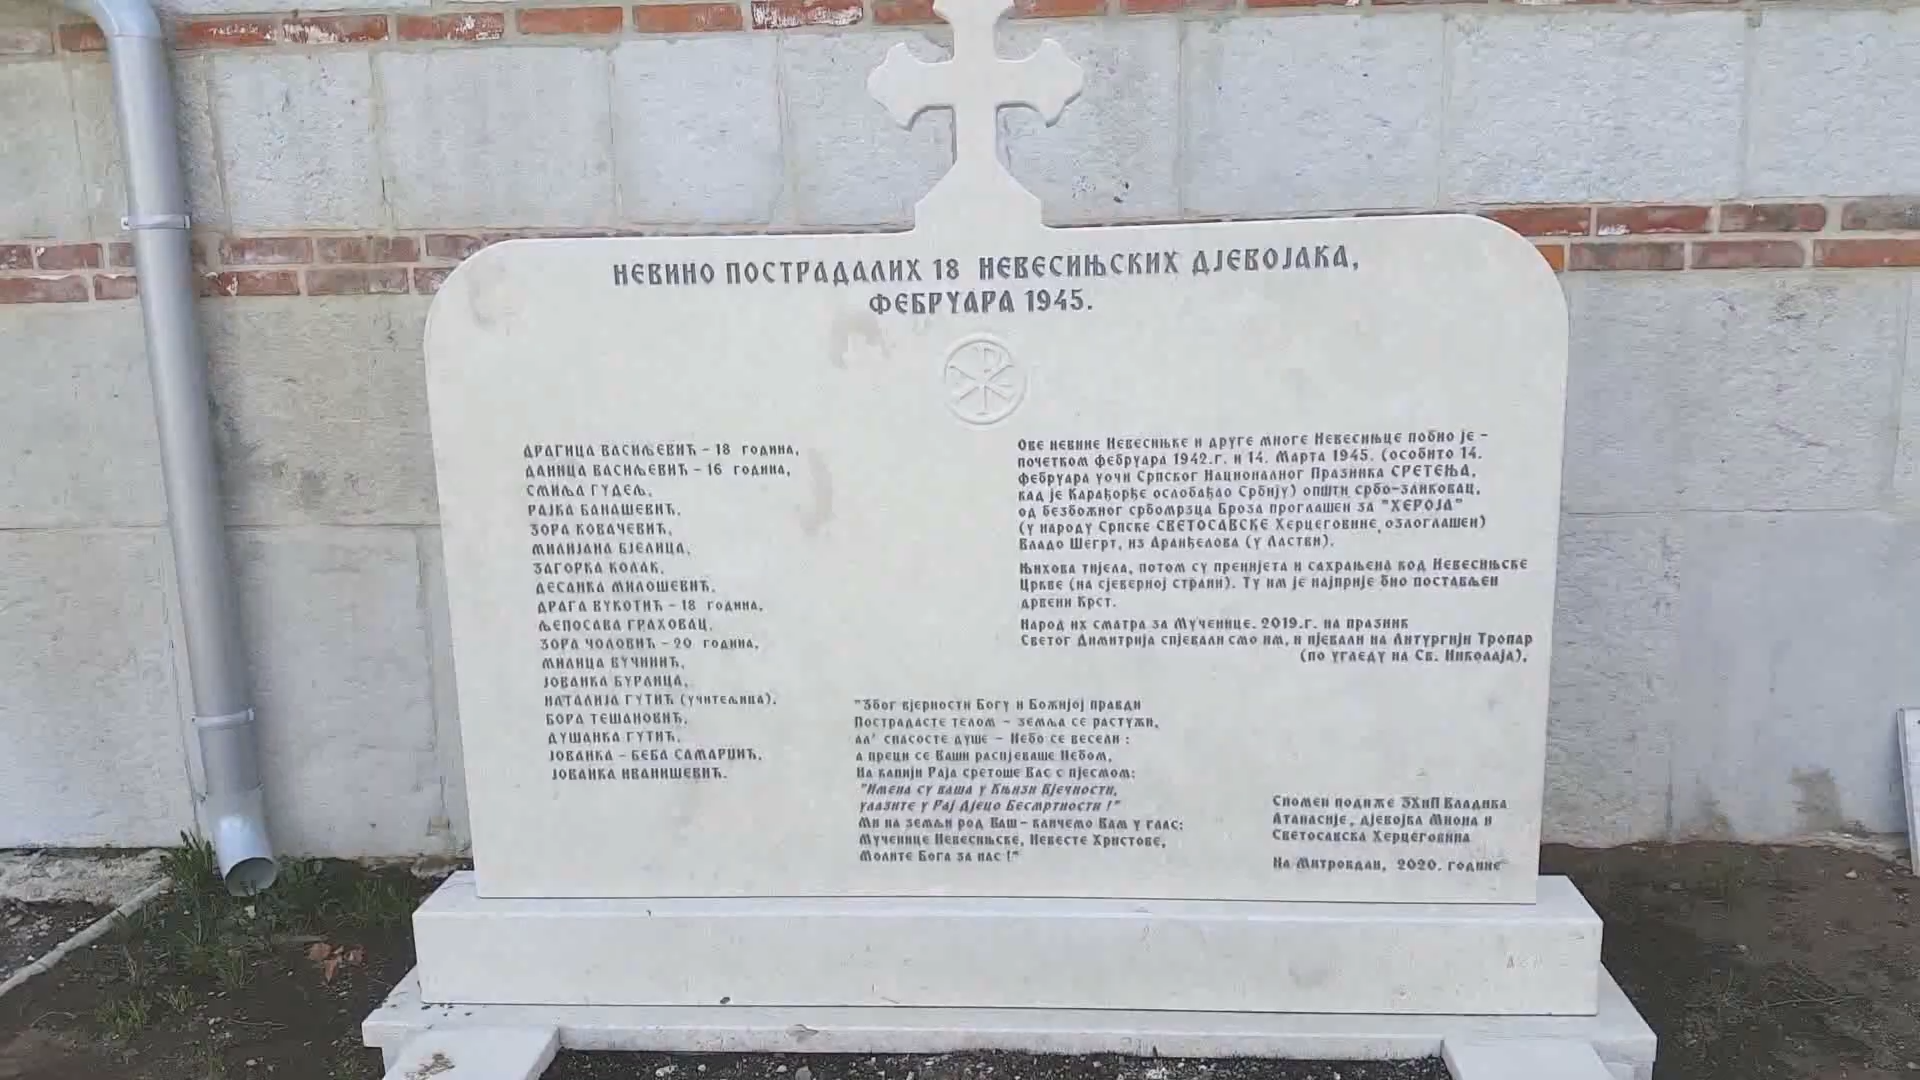 НЕВИНО ПОСТРАДАЛИХ 18 НЕВЕСИЊСКИХ ДЈЕВОЈАКА,
ФЕБРУАРА 1945.
ДРАГИЦА ВАСИЉЕВИЋ - 18 година,
ДАНИЦА ВАСИЉЕВИЋ - 16 година,
СМИЉА ГУДЕЉ,
РАЈКА БАНАШЕВИЋ,
ЗОРА КОВАЧЕВИЋ,
МИЛИЈАНА БЈЕЛИЦА,
ЗАГОРКА КОЛАК,
ДЕСАНКА МИЛОШЕВИЋ,
ДРАГА ВУКОТИЋ - 18 година,
ЉЕПОСАВА ГРАХОВАЦ,
ЗОРА ЧОЛОВИЋ - 20 година,
МИЛИЦА ВУЧИНИЋ,
ЈОВАНКА БУРЛИЦА,
НАТАЛИЈА ГУТИЋ (учитељица),
БОРА ТЕШАНОВИЋ,
ДУШАНКА ГУТИЋ,
ЈОВАНКА - БЕБА САМАРЏИЋ,
ЈОВАНКА ИВАНИШЕВИЋ.
Ове невине Невесињке и друге многе Невесињце побио је -
почетком фебруара 1942.г. и 14. Марта 1945. (особито 14.
фебруара уочи Српског Националног Празника СРЕТЕЊА,
кад је Карађорђе ослобађао Србију) општи србо-зликовац,
од безбожног србомрзца Броза проглашен за "ХЕРОЈА"
(у народу Српске СВЕТОСАВСКЕ Херцеговине, озлоглашен)
Владо Шегрт, из Аранђелова (у Ластви).
Њихова тијела, потом су пренијета и сахрањена код Невесињске
Цркве (на сјеверној страни). Ту им је најприје био постављен
дрвени Крст.
Народ их сматра за Мученице. 2019.г. на празник
Светог Димитрија спјевали смо им, и пјевали на Литургији Тропар
(по угледу на Св. Николаја),
"Због вјерности Богу и Божијој правди
Пострадасте телом - земља се растужи,
ал' спасосте душе - Небо се весели :
а преци се Ваши распјеваше Небом,
На капији Раја сретоше Вас с пјесмом:
"Имена су ваша у Књизи Вјечности,
улазите у Рај Дјецо Бесмртности !"
Ми на земљи род Ваш - кличемо Вам у глас:
Мученице Невесињске, Невесте Христове,
Молите Бога за нас !"
Спомен подиже ЗХиП Владика
Атанасије, дјевојка Миона и
Светосавска Херцеговина
На Митровдан, 2020. године